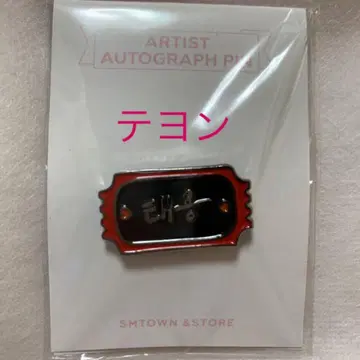 ARTIST
AUTOGRAPH PIN
テヨン
태용
SMTOWN &STORE